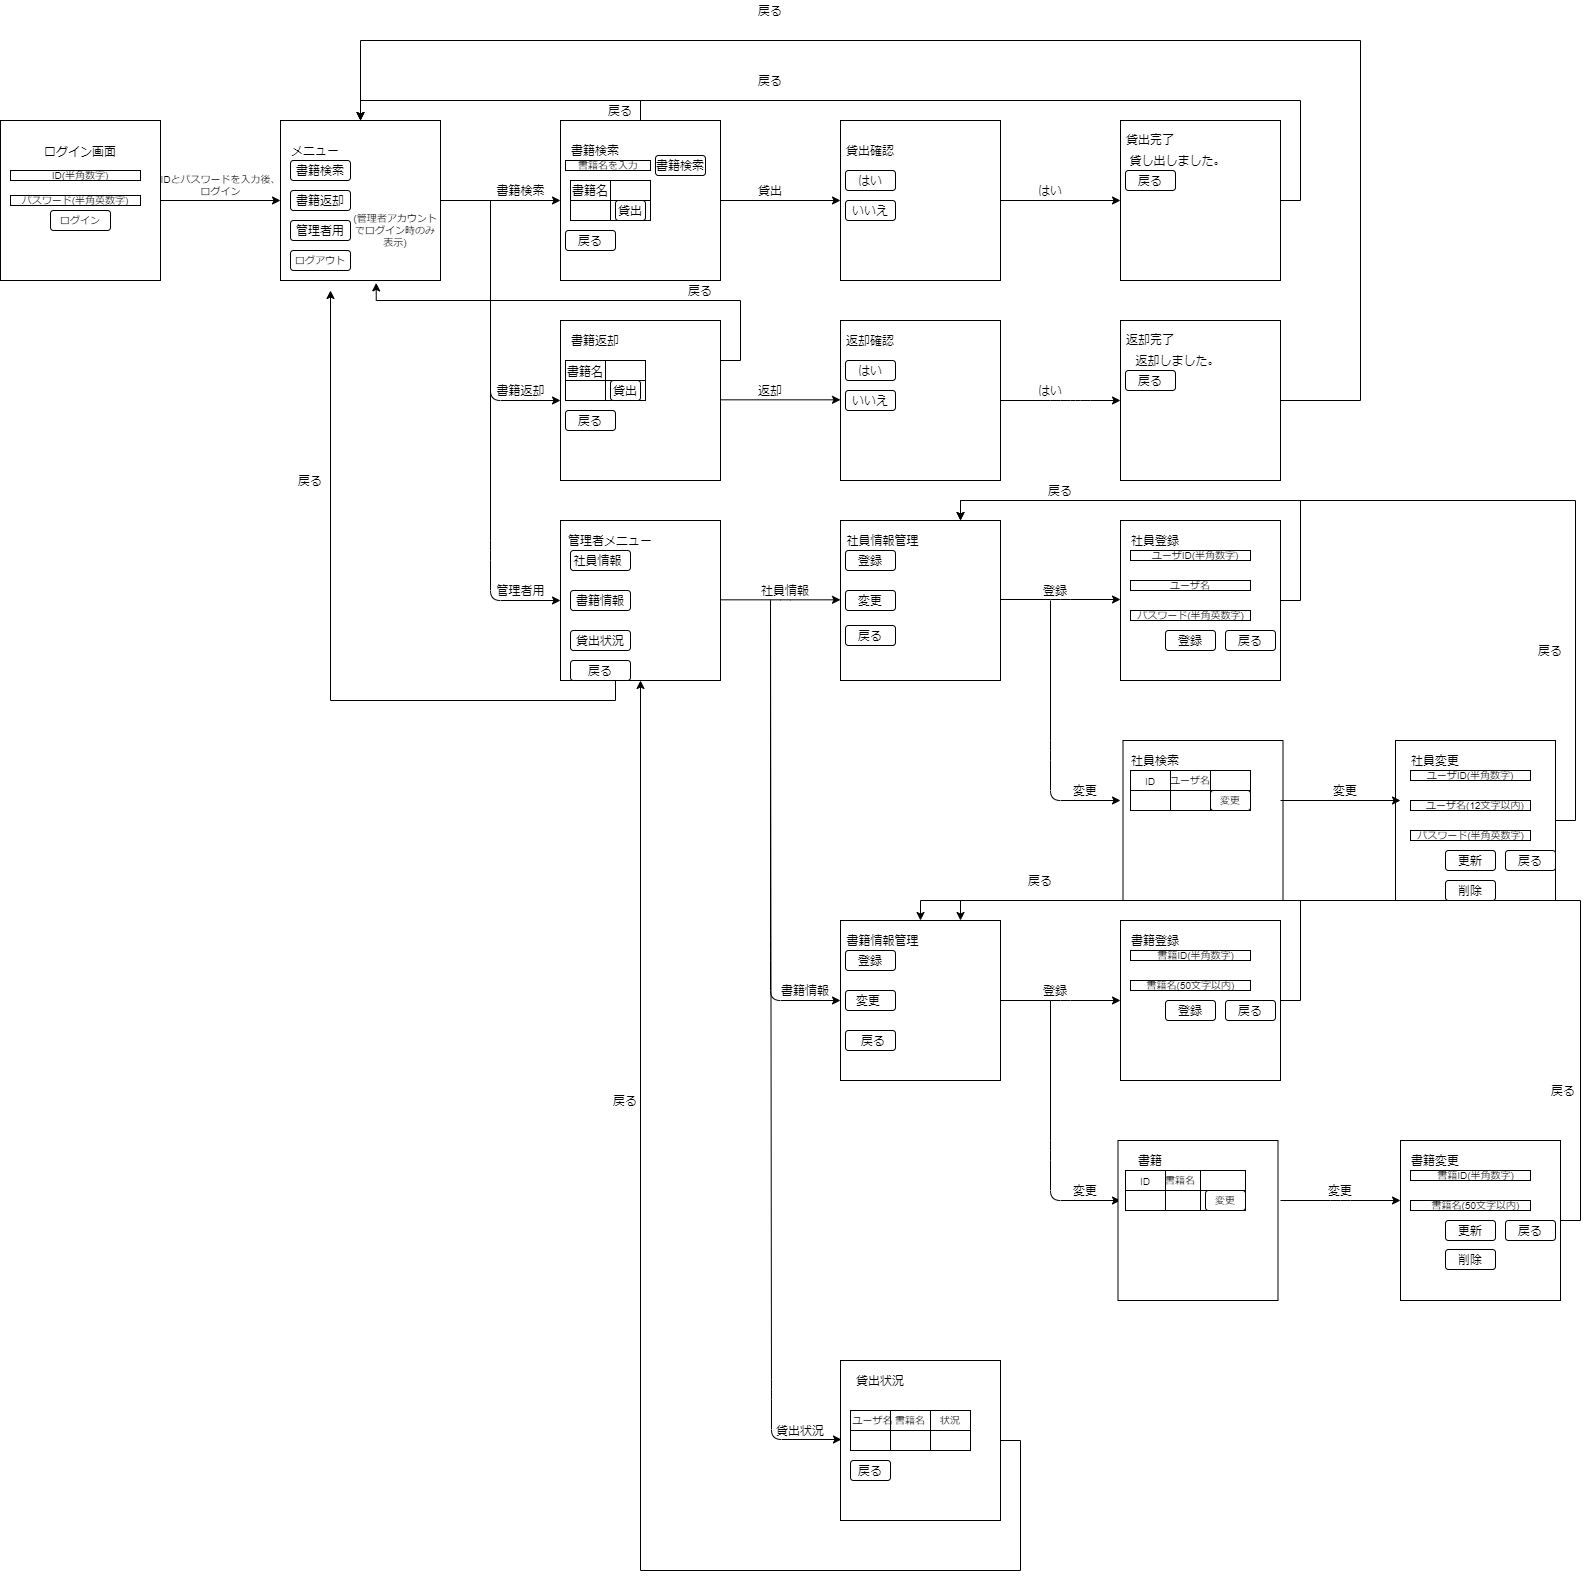 戻る
戻る
戻る
ログイン画面
ID(半角数字)
パスワード(半角英数字)
ログイン
IDとパスワードを入力後、
ログイン
メニュー
書籍検索
書籍返却
管理者用
(管理者アカウント
でログイン時のみ
表示)
ログアウト
書籍検索
書籍検索
書籍名を入力
書籍検索
書籍名
貸出
戻る
貸出
貸出確認
はい
いいえ
はい
貸出完了
貸し出しました。
戻る
戻る
書籍返却
書籍返却
書籍名
貸出
戻る
返却
返却確認
はい
いいえ
はい
返却完了
返却しました。
戻る
戻る
戻る
管理者用
管理者メニュー
社員情報
書籍情報
貸出状況
戻る
社員情報
社員情報管理
登録
変更
戻る
登録
社員登録
ユーザID(半角数字)
ユーザ名
パスワード(半角英数字)
登録
戻る
戻る
変更
社員検索
ID
ユーザ名
変更
変更
社員変更
ユーザID(半角数字)
ユーザ名(12文字以内)
パスワード(半角英数字)
更新
戻る
削除
戻る
書籍情報
書籍情報管理
登録
変更
戻る
登録
書籍登録
書籍ID(半角数字)
書籍名(50文字以内)
登録
戻る
戻る
戻る
変更
書籍
ID
書籍名
変更
変更
書籍変更
書籍ID(半角数字)
書籍名(50文字以内)
更新
戻る
削除
貸出状況
貸出状況
ユーザ名
書籍名
状況
戻る